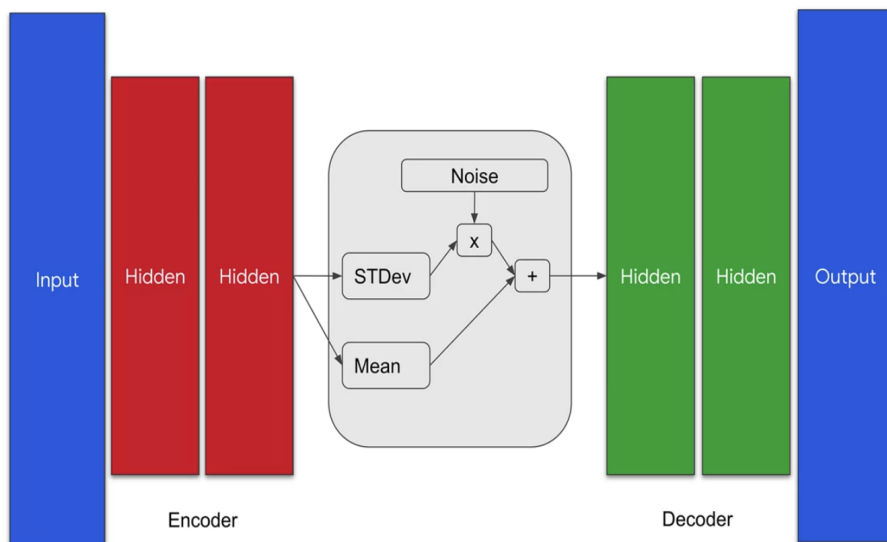 Noise
x
Input
Hidden
Hidden
STDev
+
Hidden
Hidden
Output
Mean
Encoder
Decoder